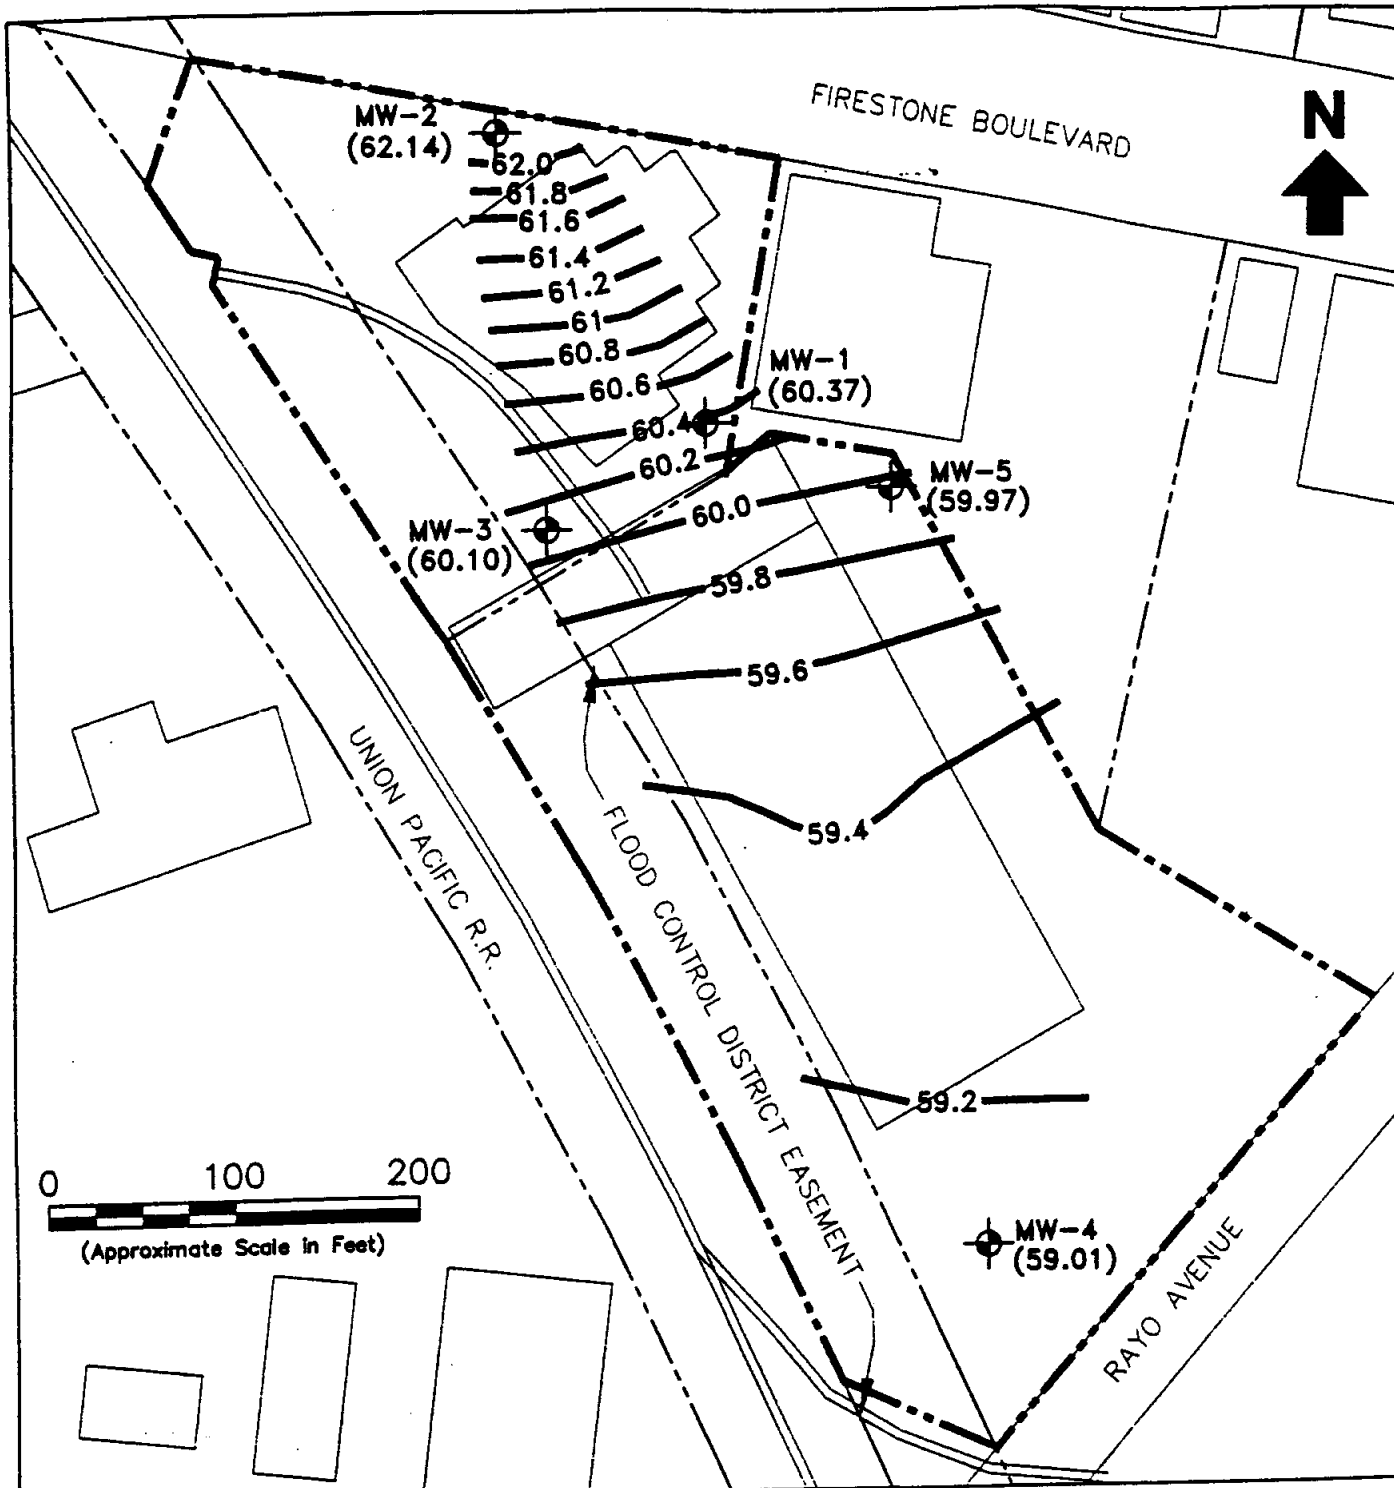 FIRESTONE BOULEVARD
N
MW-2
(62.14)
62.0
61.8
61.6
61.4
61.2
61
60.8
60.6
MW-1
(60.37)
60.4
60.2
MW-5
(59.97)
60.0
MW-3
(60.10)
59.8
59.6
59.4
UNION PACIFIC R.R.
FLOOD CONTROL DISTRICT EASEMENT
59.2
0 100 200
(Approximate Scale in Feet)
MW-4
(59.01)
RAYO AVENUE